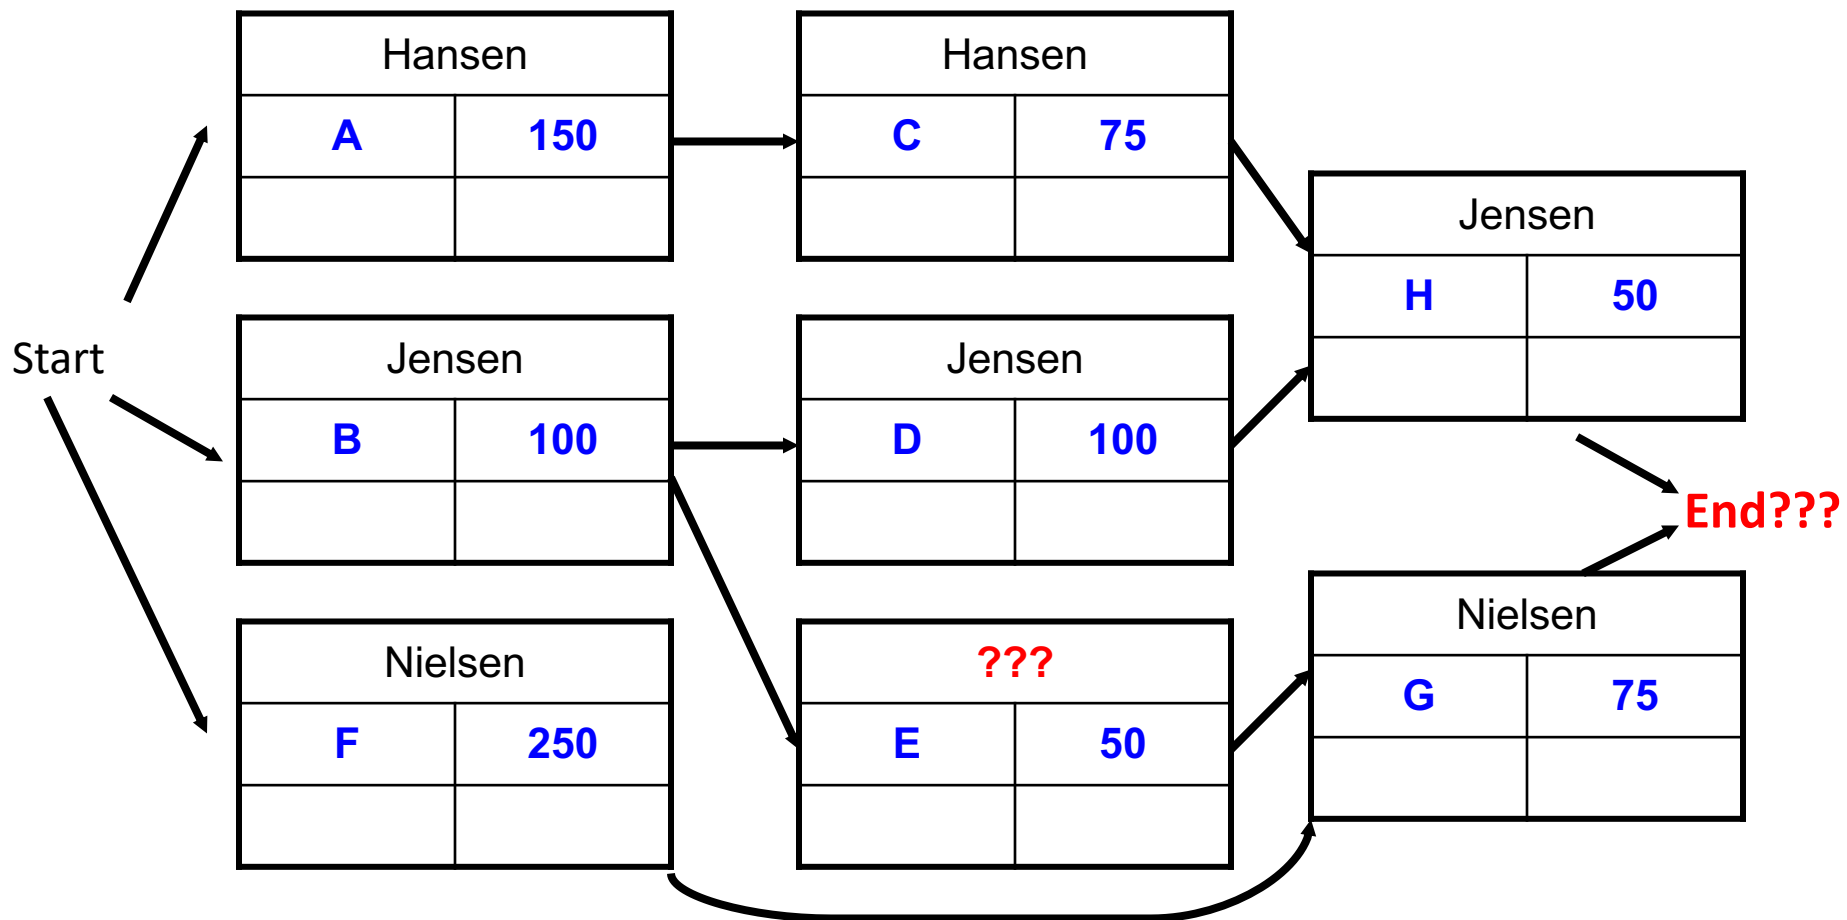 Hansen
A 150
Hansen
C 75
Jensen
H 50
Start
Jensen
B 100
Jensen
D 100
End???
Nielsen
F 250
???
E 50
Nielsen
G 75